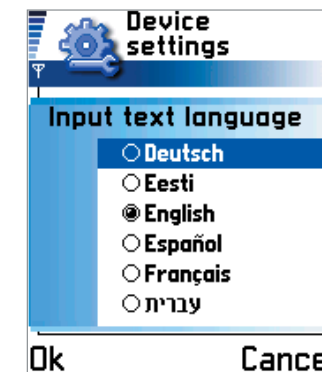 Device
settings
Input text language
Deutsch
Eesti
English
Español
Français
עברית
Ok Cance